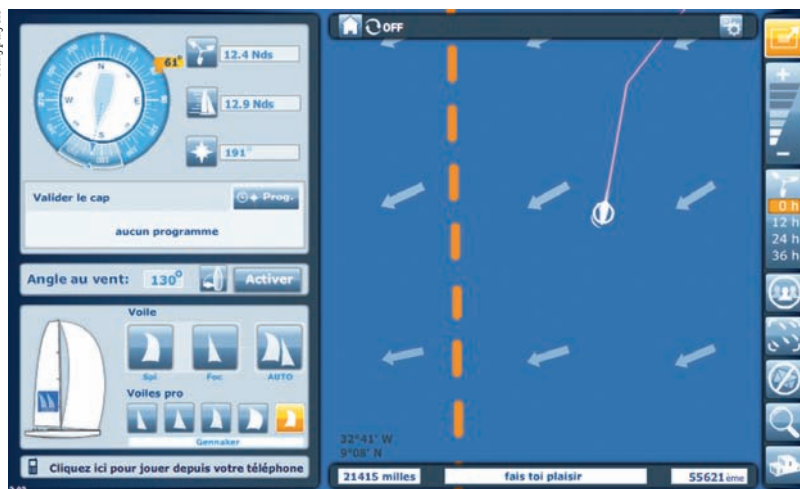 OFF
61°
12.4 Nds
12.9 Nds
191°
N
E
S
W
Valider le cap
Prog.
aucun programme
Angle au vent: 130° Activer
Voile
Spi Foc AUTO
Voiles pro
Gennaker
Cliquez ici pour jouer depuis votre téléphone
+
−
0 h
12 h
24 h
36 h
32°41' W
9°08' N
21415 milles fais toi plaisir 55621ème